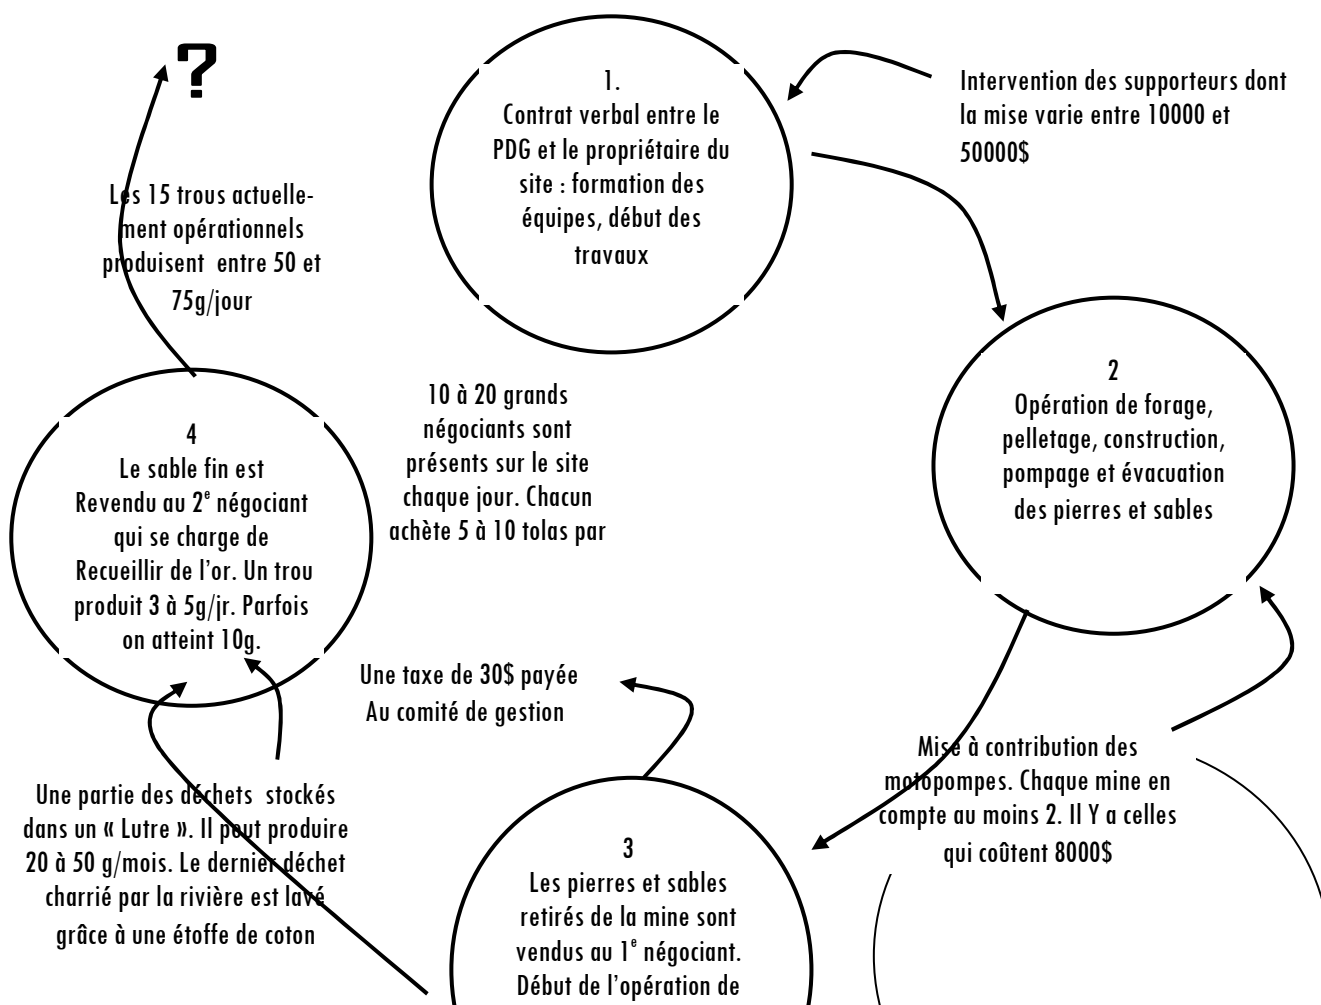 ?
1.
Contrat verbal entre le
PDG et le propriétaire du
site : formation des
équipes, début des
travaux
Intervention des supporteurs dont
la mise varie entre 10000 et
50000$
Les 15 trous actuelle-
ment opérationnels
produisent entre 50 et
75g/jour
2
Opération de forage,
pelletage, construction,
pompage et évacuation
des pierres et sables
10 à 20 grands
négociants sont
présents sur le site
chaque jour. Chacun
achète 5 à 10 tolas par
4
Le sable fin est
Revendu au 2e négociant
qui se charge de
Recueillir de l’or. Un trou
produit 3 à 5g/jr. Parfois
on atteint 10g.
Une taxe de 30$ payée
Au comité de gestion
Mise à contribution des
motopompes. Chaque mine en
compte au moins 2. Il Y a celles
qui coûtent 8000$
Une partie des déchets stockés
dans un « Lutre ». Il peut produire
20 à 50 g/mois. Le dernier déchet
charrié par la rivière est lavé
grâce à une étoffe de coton
3
Les pierres et sables
retirés de la mine sont
vendus au 1e négociant.
Début de l’opération de